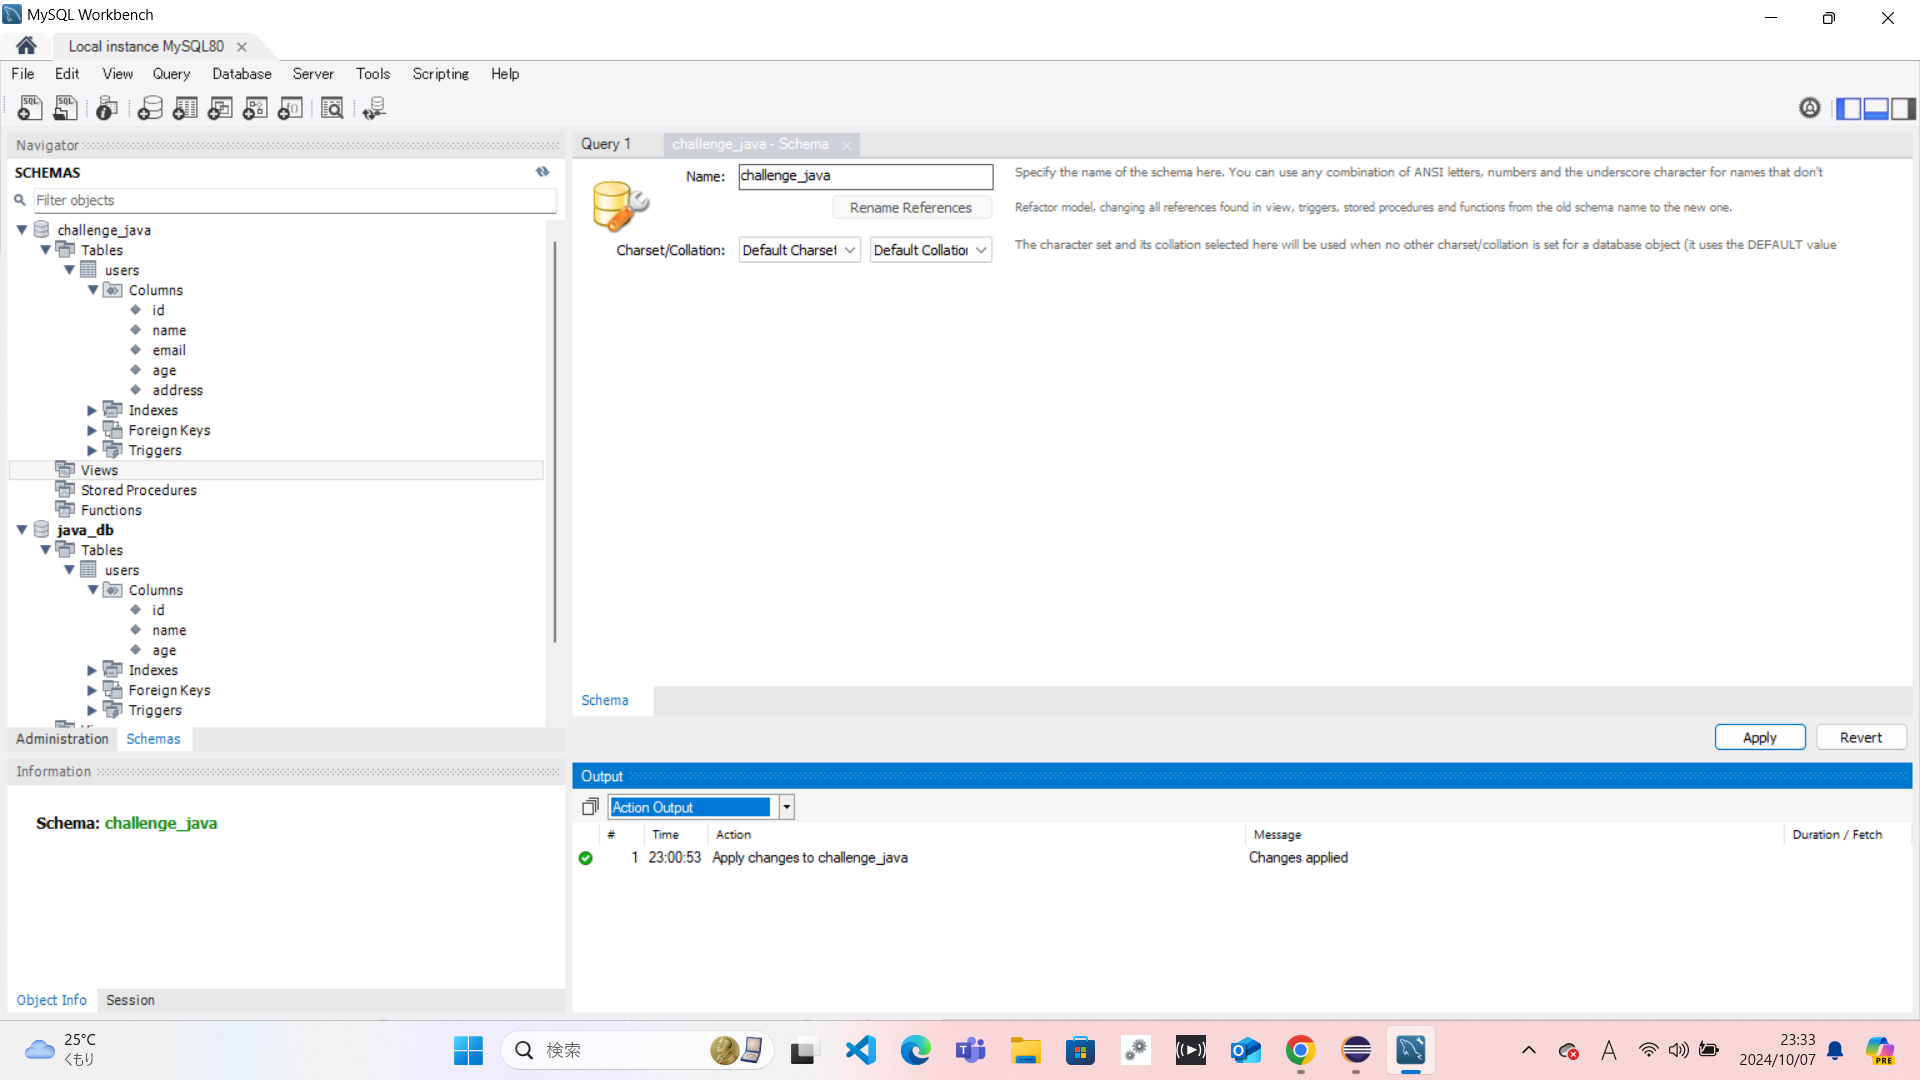 MySQL Workbench
Local instance MySQL80
File Edit View Query Database Server Tools Scripting Help
Navigator
SCHEMAS
Filter objects
challenge_java
Tables
users
Columns
id
name
email
age
address
Indexes
Foreign Keys
Triggers
Views
Stored Procedures
Functions
java_db
Tables
users
Columns
id
name
age
Indexes
Foreign Keys
Triggers
Administration Schemas
Information
Schema: challenge_java
Object Info Session
Query 1 challenge_java - Schema
Name: challenge_java Specify the name of the schema here. You can use any combination of ANSI letters, numbers and the underscore character for names that don't
Rename References Refactor model, changing all references found in view, triggers, stored procedures and functions from the old schema name to the new one.
Charset/Collation: Default Charset Default Collation The character set and its collation selected here will be used when no other charset/collation is set for a database object (it uses the DEFAULT value
Schema
Apply Revert
Output
Action Output
# Time Action Message Duration / Fetch
1 23:00:53 Apply changes to challenge_java Changes applied
25°C
くもり
検索
A
23:33
2024/10/07
PRE